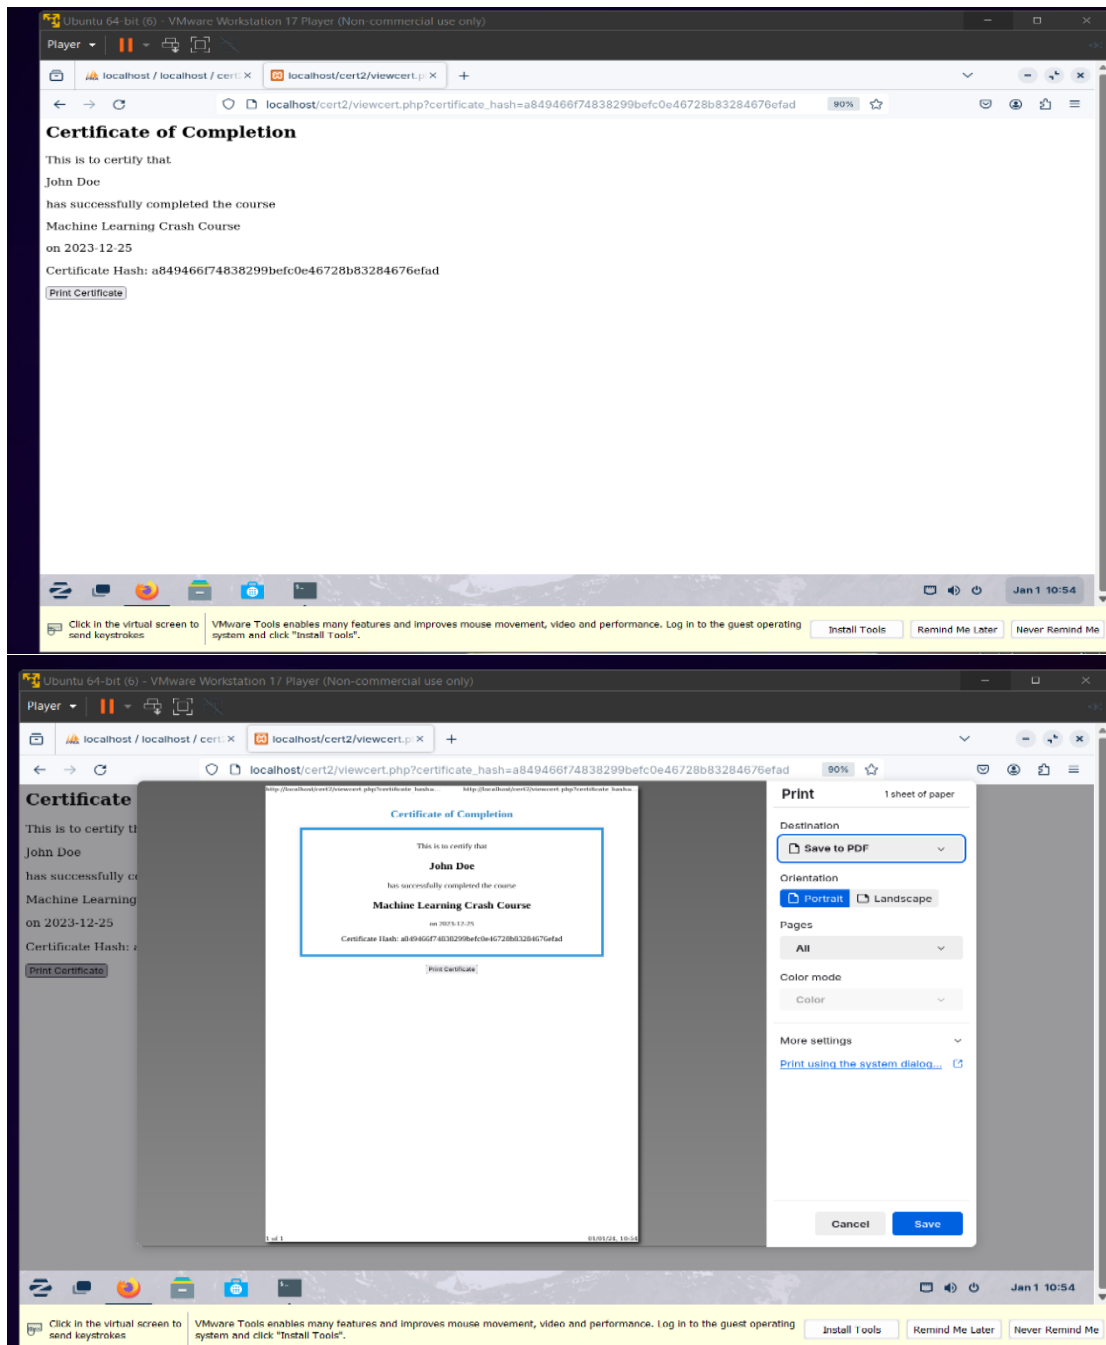 Ubuntu 64-bit (6) - VMware Workstation 17 Player (Non-commercial use only)
Player
localhost / localhost / cert
localhost/cert2/viewcert.p
localhost/cert2/viewcert.php?certificate_hash=a849466f74838299befc0e46728b83284676efad
90%
Certificate of Completion
This is to certify that
John Doe
has successfully completed the course
Machine Learning Crash Course
on 2023-12-25
Certificate Hash: a849466f74838299befc0e46728b83284676efad
Print Certificate
Jan 1 10:54
Click in the virtual screen to send keystrokes
VMware Tools enables many features and improves mouse movement, video and performance. Log in to the guest operating system and click "Install Tools".
Install Tools
Remind Me Later
Never Remind Me
Ubuntu 64-bit (6) - VMware Workstation 17 Player (Non-commercial use only)
Player
localhost / localhost / cert
localhost/cert2/viewcert.p
localhost/cert2/viewcert.php?certificate_hash=a849466f74838299befc0e46728b83284676efad
90%
Certificate
This is to certify th
John Doe
has successfully co
Machine Learning
on 2023-12-25
Certificate Hash: a
Print Certificate
http://localhost/cert2/viewcert.php?certificate_hash=a...
http://localhost/cert2/viewcert.php?certificate_hash=a...
Certificate of Completion
This is to certify that
John Doe
has successfully completed the course
Machine Learning Crash Course
on 2023-12-25
Certificate Hash: a849466f74838299befc0e46728b83284676efad
Print Certificate
1 of 1
01/01/24, 10:54
Print
1 sheet of paper
Destination
Save to PDF
Orientation
Portrait
Landscape
Pages
All
Color mode
Color
More settings
Print using the system dialog...
Cancel
Save
Jan 1 10:54
Click in the virtual screen to send keystrokes
VMware Tools enables many features and improves mouse movement, video and performance. Log in to the guest operating system and click "Install Tools".
Install Tools
Remind Me Later
Never Remind Me